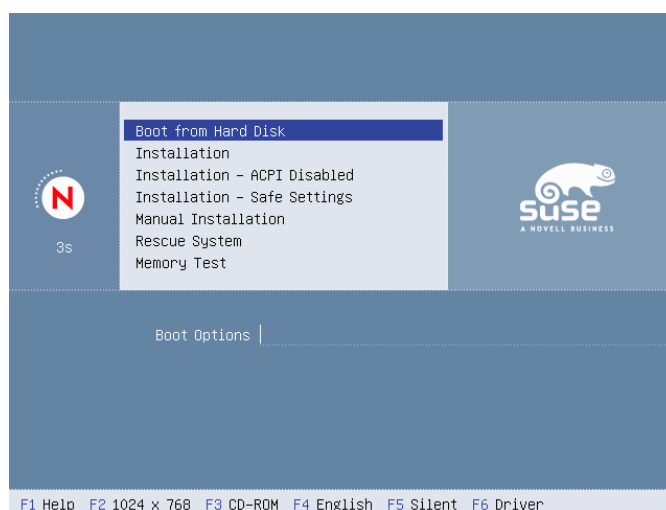 Boot from Hard Disk
Installation
Installation - ACPI Disabled
Installation - Safe Settings
Manual Installation
Rescue System
Memory Test
N
3s
SUSE
A NOVELL BUSINESS
Boot Options
F1 Help F2 1024 x 768 F3 CD-ROM F4 English F5 Silent F6 Driver